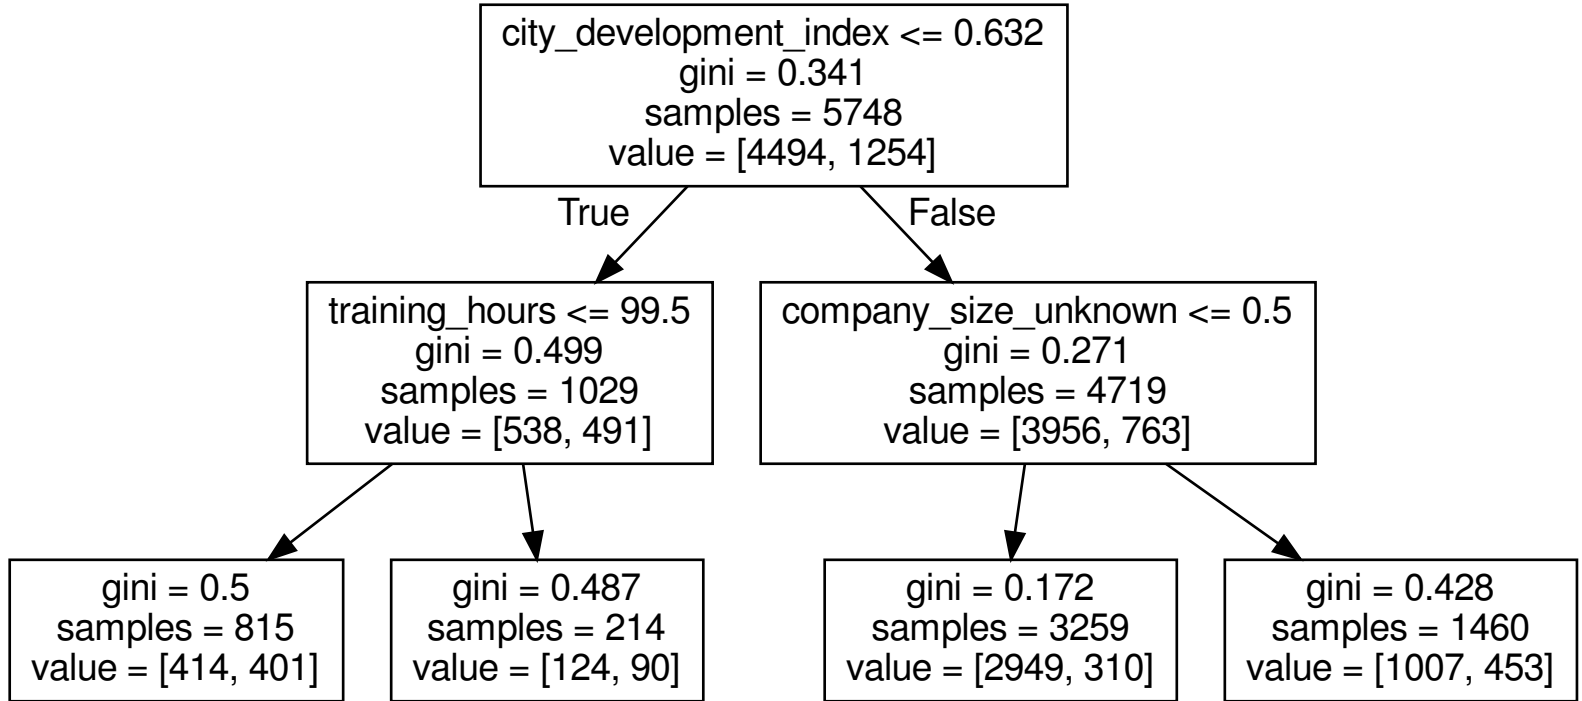 city_development_index <= 0.632
gini = 0.341
samples = 5748
value = [4494, 1254]
True
False
training_hours <= 99.5
gini = 0.499
samples = 1029
value = [538, 491]
company_size_unknown <= 0.5
gini = 0.271
samples = 4719
value = [3956, 763]
gini = 0.5
samples = 815
value = [414, 401]
gini = 0.487
samples = 214
value = [124, 90]
gini = 0.172
samples = 3259
value = [2949, 310]
gini = 0.428
samples = 1460
value = [1007, 453]